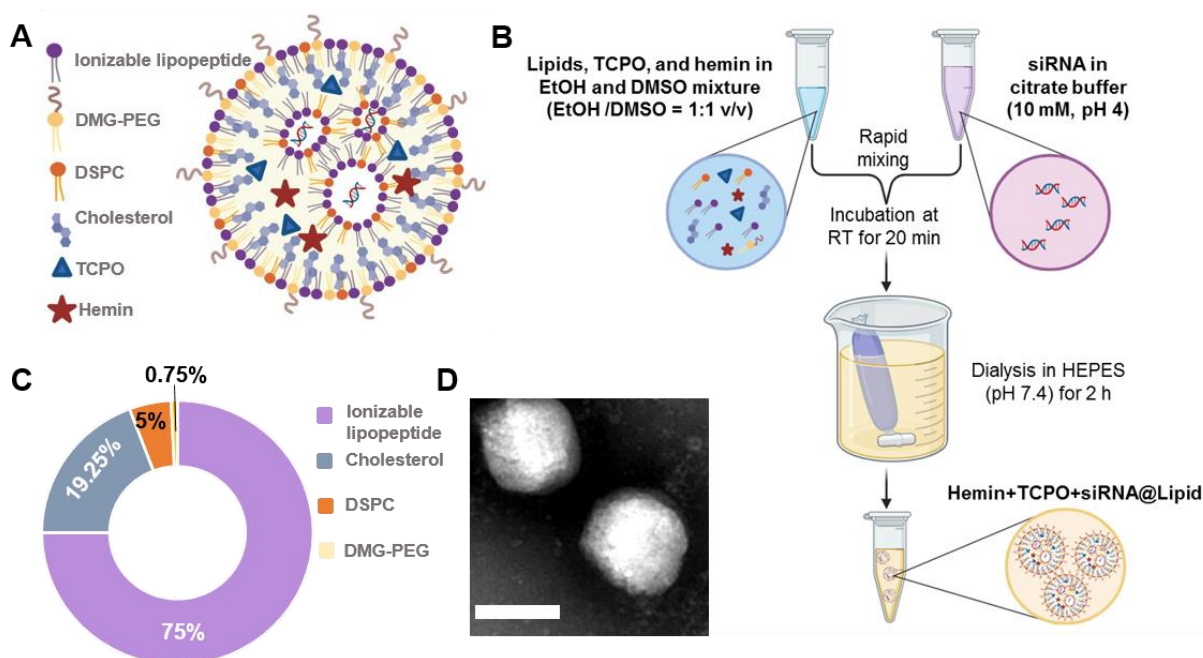 A
Ionizable lipopeptide
DMG-PEG
DSPC
Cholesterol
TCPO
Hemin
B
Lipids, TCPO, and hemin in
EtOH and DMSO mixture
(EtOH /DMSO = 1:1 v/v)
siRNA in
citrate buffer
(10 mM, pH 4)
Rapid
mixing
Incubation at
RT for 20 min
Dialysis in HEPES
(pH 7.4) for 2 h
Hemin+TCPO+siRNA@Lipid
C
0.75%
5%
19.25%
75%
Ionizable
lipopeptide
Cholesterol
DSPC
DMG-PEG
D